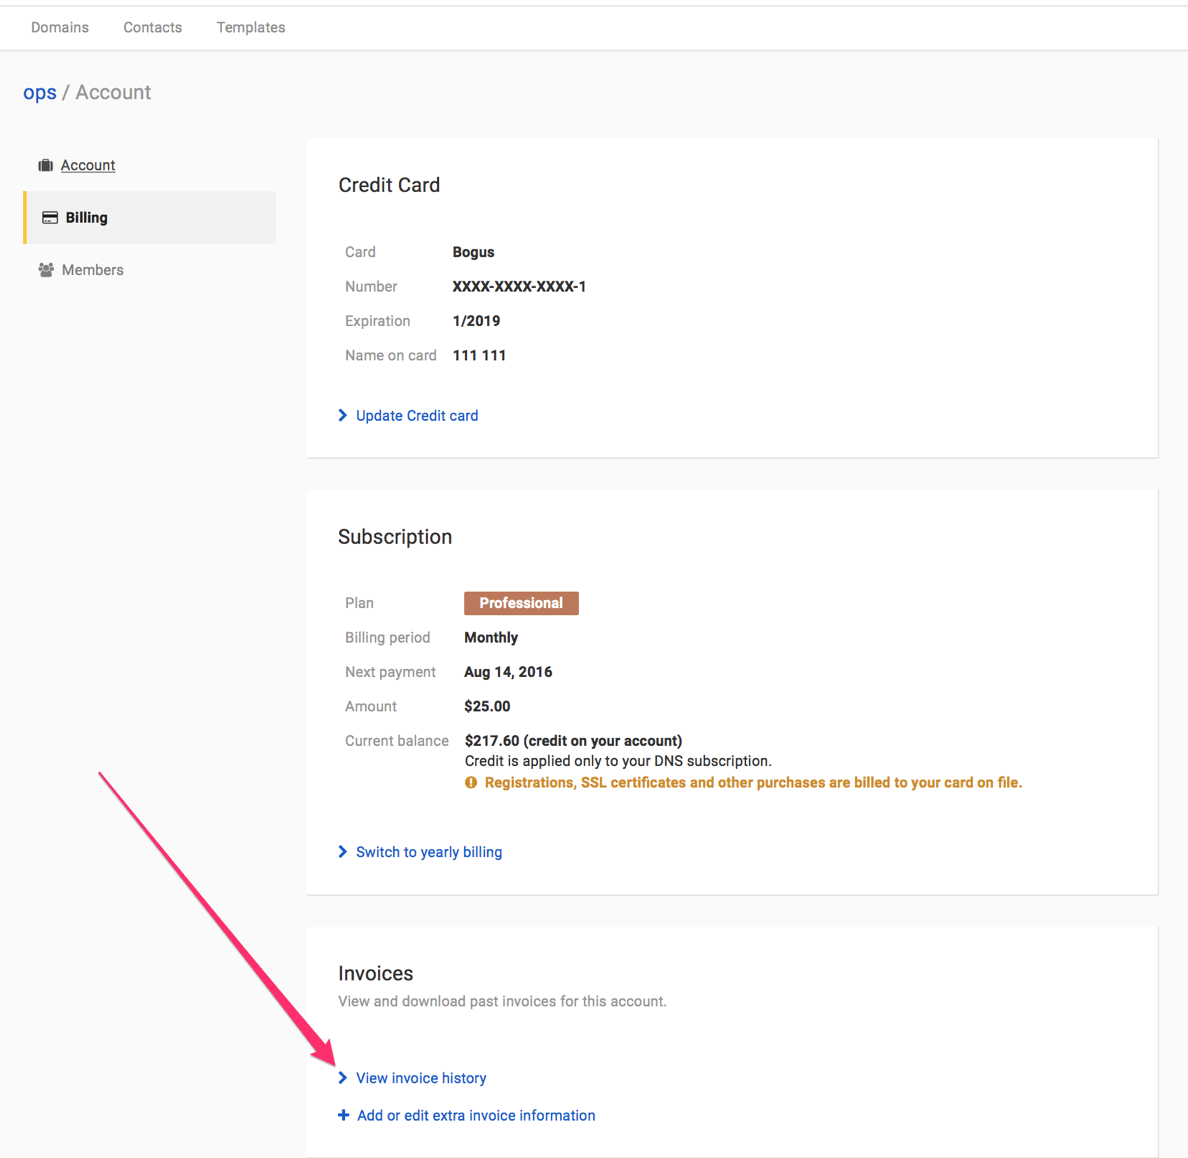 Domains Contacts Templates
ops / Account
Account
Billing
Members
Credit Card
Card Bogus
Number XXXX-XXXX-XXXX-1
Expiration 1/2019
Name on card 111 111
Update Credit card
Subscription
Plan Professional
Billing period Monthly
Next payment Aug 14, 2016
Amount $25.00
Current balance $217.60 (credit on your account)
Credit is applied only to your DNS subscription.
Registrations, SSL certificates and other purchases are billed to your card on file.
Switch to yearly billing
Invoices
View and download past invoices for this account.
View invoice history
Add or edit extra invoice information